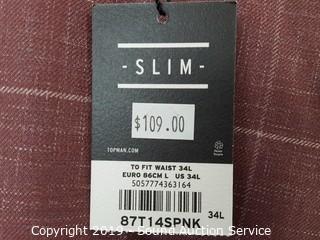 - SLIM -
$109.00
TOPMAN.COM
TO FIT WAIST 34L
EURO 86CM L US 34L
5057774363164
87T14SPNK 34L
Copyright 2019 - Sound Auction Service